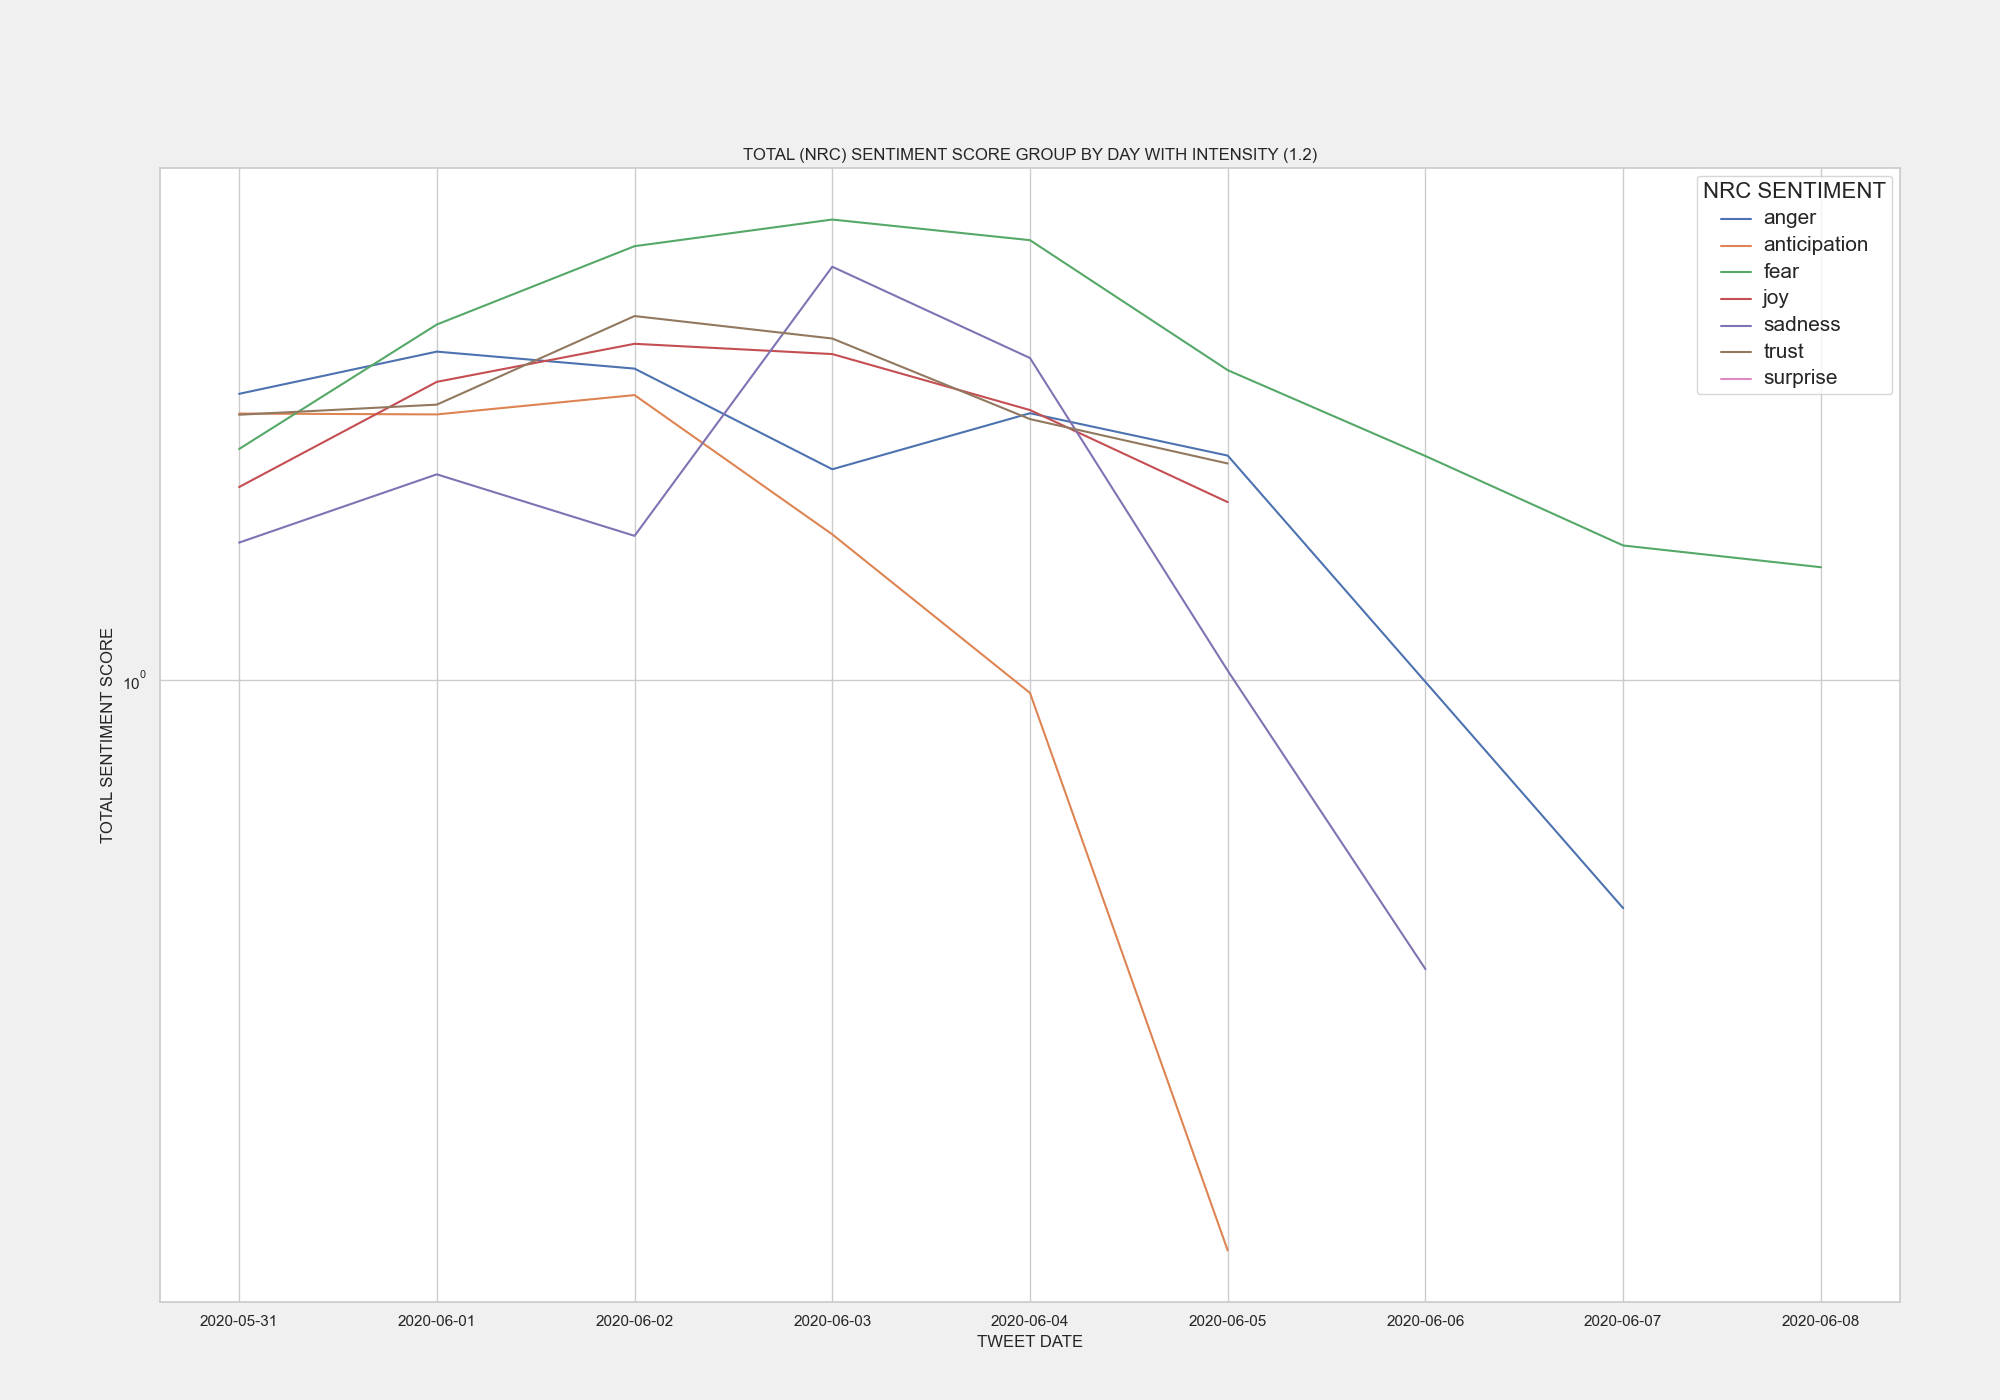 TOTAL (NRC) SENTIMENT SCORE GROUP BY DAY WITH INTENSITY (1.2)
NRC SENTIMENT
anger
anticipation
fear
joy
sadness
trust
surprise
TOTAL SENTIMENT SCORE
10⁰
2020-05-31 2020-06-01 2020-06-02 2020-06-03 2020-06-04 2020-06-05 2020-06-06 2020-06-07 2020-06-08
TWEET DATE